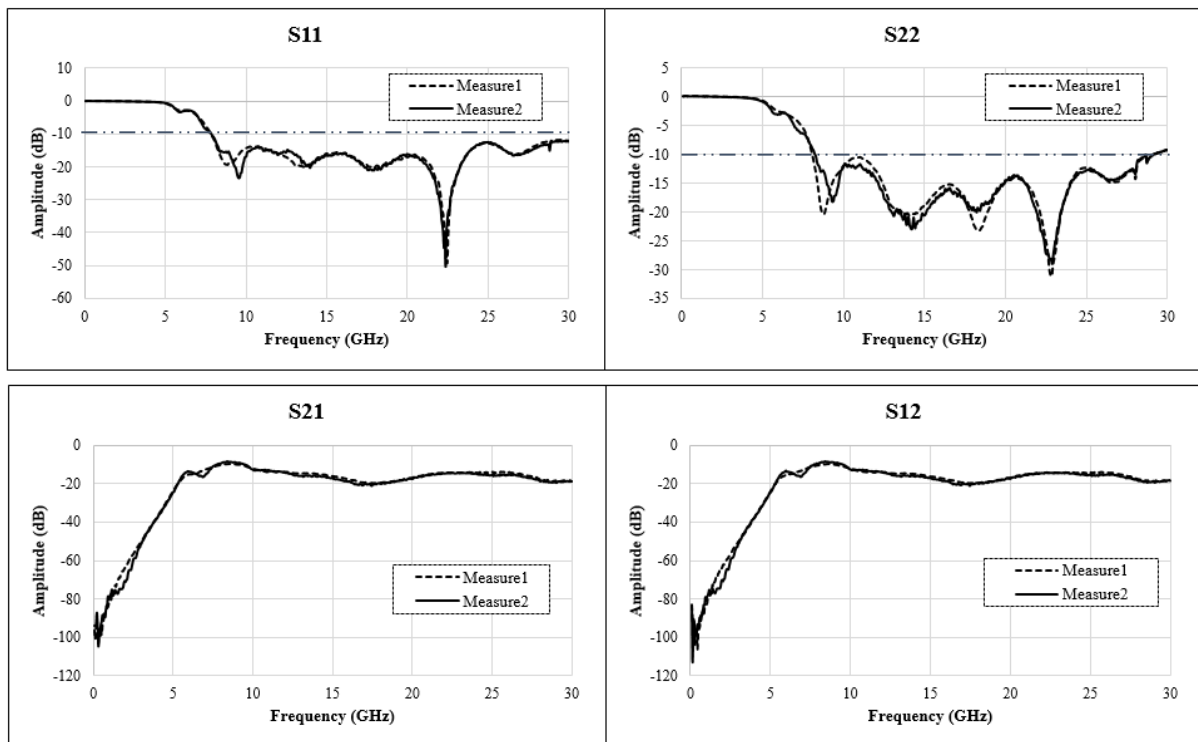 S11
10
0
-10
-20
-30
-40
-50
-60
0 5 10 15 20 25 30
Amplitude (dB)
Frequency (GHz)
Measure1
Measure2
S22
5
0
-5
-10
-15
-20
-25
-30
-35
0 5 10 15 20 25 30
Amplitude (dB)
Frequency (GHz)
Measure1
Measure2
S21
0
-20
-40
-60
-80
-100
-120
0 5 10 15 20 25 30
Amplitude (dB)
Frequency (GHz)
Measure1
Measure2
S12
0
-20
-40
-60
-80
-100
-120
0 5 10 15 20 25 30
Amplitude (dB)
Frequency (GHz)
Measure1
Measure2